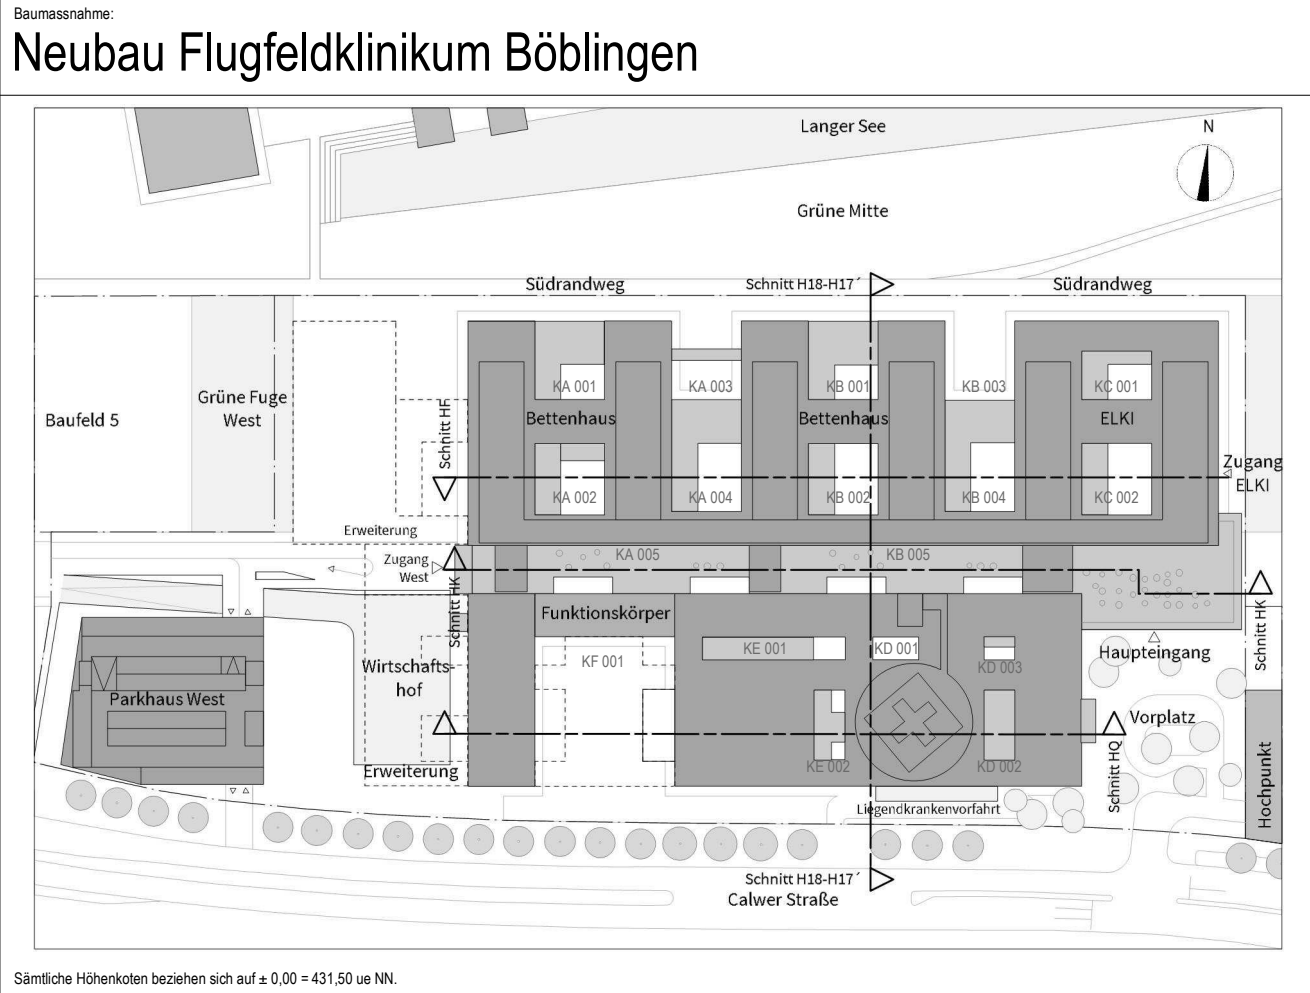 Baumassnahme:
Neubau Flugfeldklinikum Böblingen
Langer See
N
Grüne Mitte
Südrandweg
Schnitt H18-H17´
Südrandweg
KA 001
KA 003
KB 001
KB 003
KC 001
Grüne Fuge
West
Baufeld 5
Schnitt HF
Bettenhaus
Bettenhaus
ELKI
Zugang
ELKI
KA 002
KA 004
KB 002
KB 004
KC 002
Erweiterung
Zugang
West
KA 005
KB 005
Schnitt HK
Funktionskörper
Schnitt HK
KE 001
KD 001
KD 003
Haupteingang
KF 001
Wirtschafts-
hof
Parkhaus West
Vorplatz
Erweiterung
KE 002
KD 002
Schnitt HQ
Hochpunkt
Liegendkrankenvorfahrt
Schnitt H18-H17´
Calwer Straße
Sämtliche Höhenkoten beziehen sich auf ± 0,00 = 431,50 ue NN.